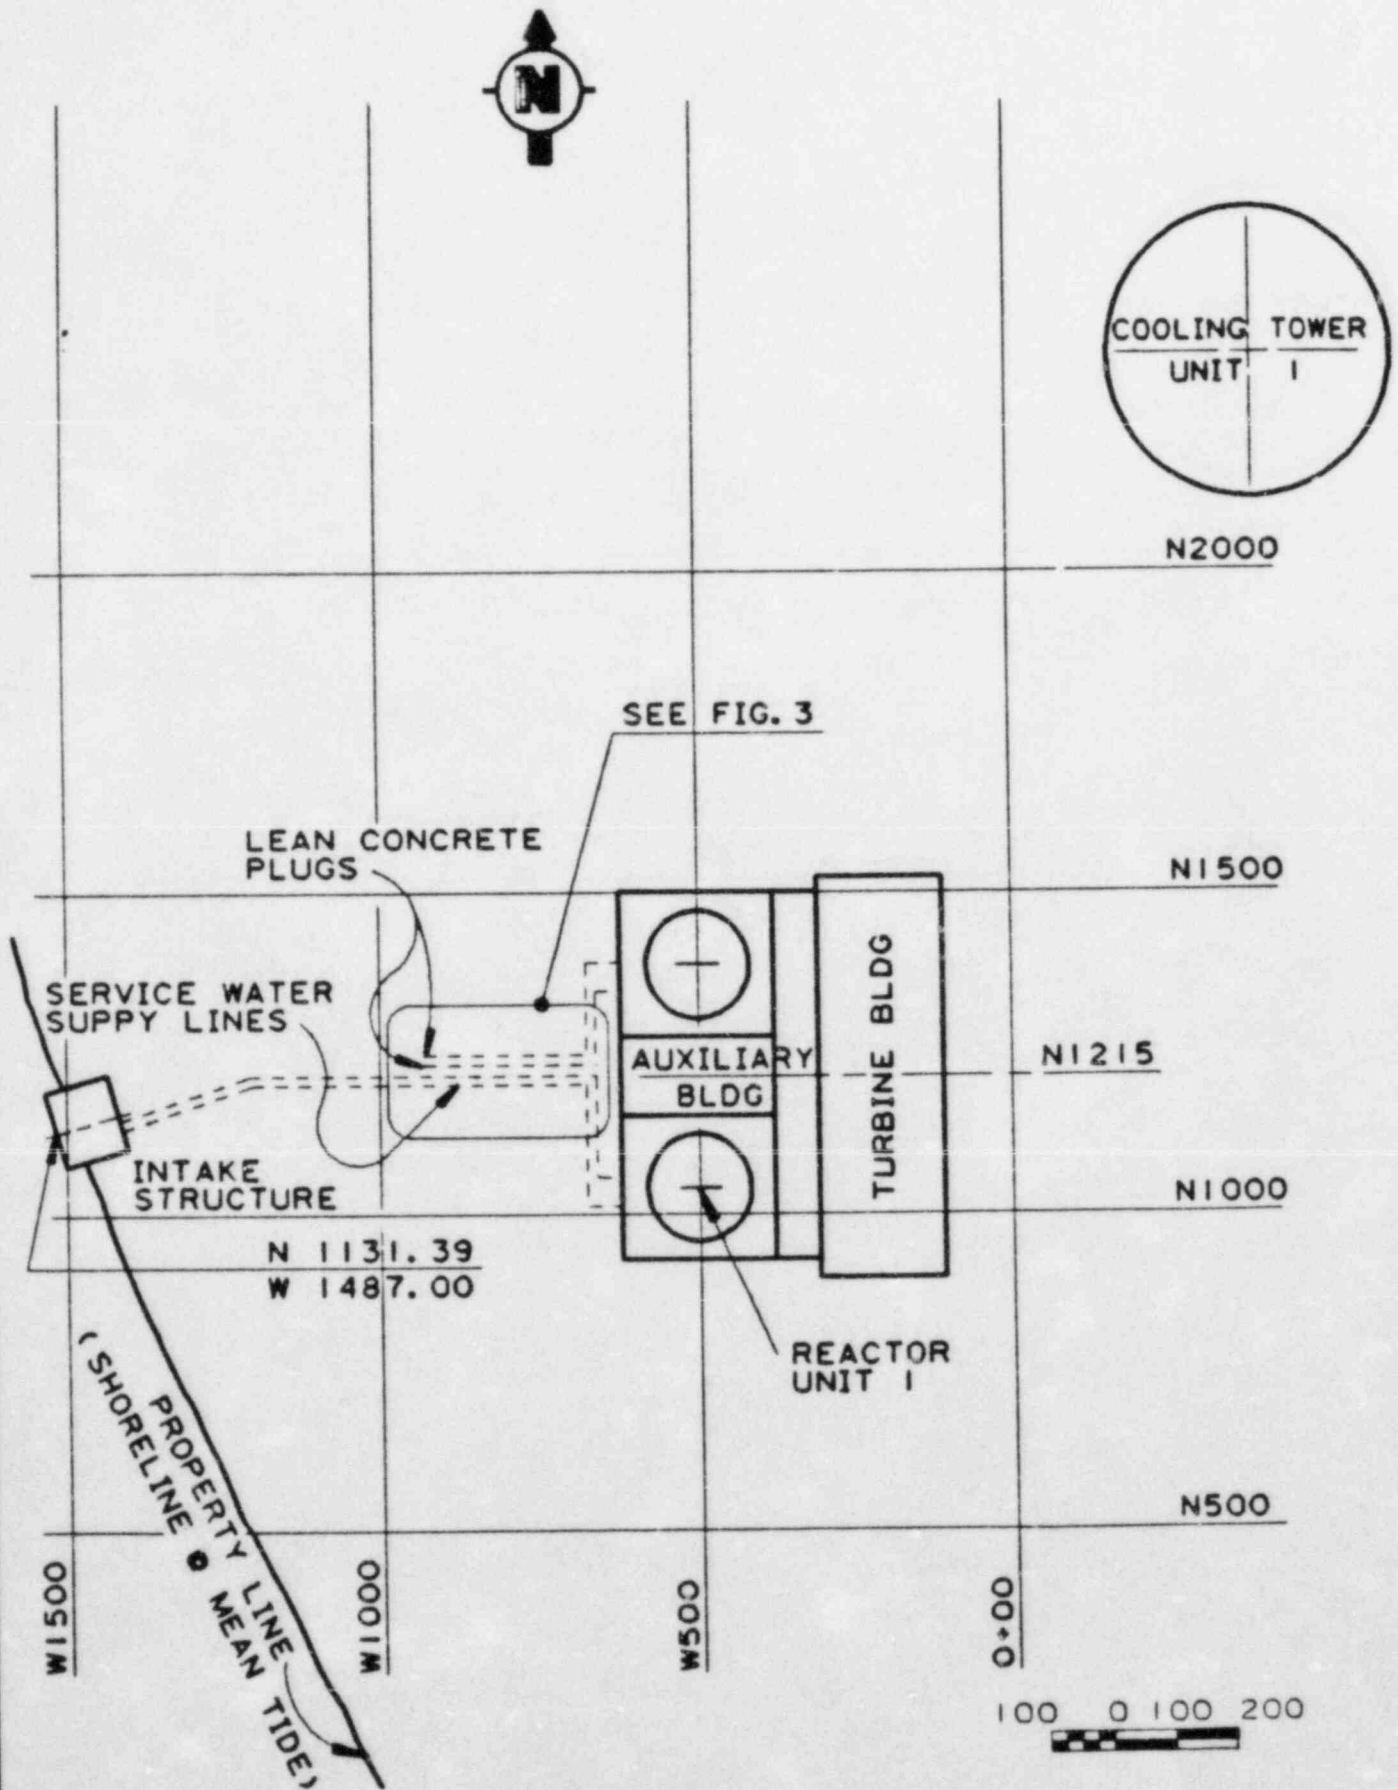 N
COOLING TOWER
UNIT 1
N2000
SEE FIG. 3
LEAN CONCRETE
PLUGS
N1500
SERVICE WATER
SUPPY LINES
AUXILIARY
BLDG
TURBINE BLDG
N1215
INTAKE
STRUCTURE
N1000
N 1131.39
W 1487.00
REACTOR
UNIT 1
PROPERTY LINE
(SHORELINE @ MEAN TIDE)
N500
W1500
W1000
W500
0+00
100 0 100 200